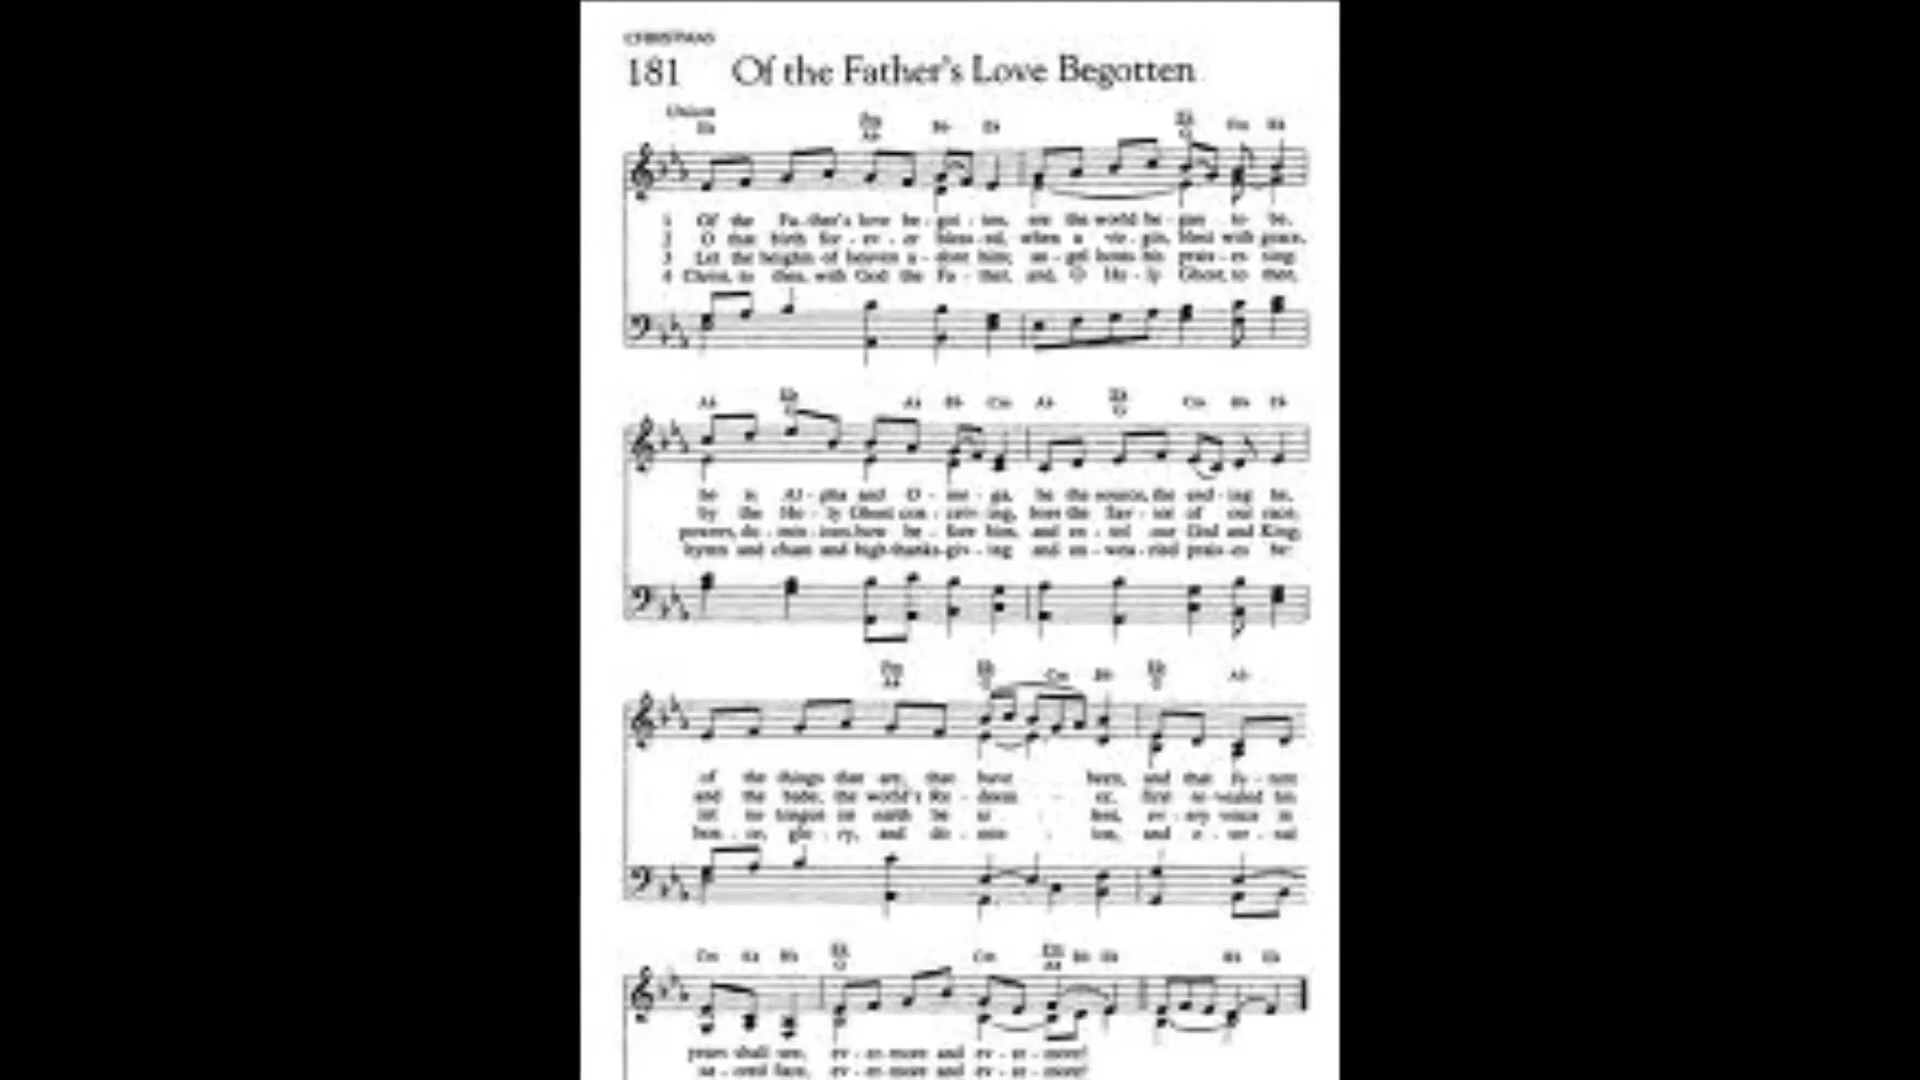 CHRISTMAS
181 Of the Father's Love Begotten
Unison
1 Of the Fa-ther's love be-got-ten, ere the world be-gan to be,
2 O that birth for-ev-er bless-ed, when a vir-gin, blest with grace,
3 Let the heights of heaven a-dore him; an-gel hosts his prais-es sing:
4 Christ, to thee, with God the Fa-ther, and, O Ho-ly Ghost, to thee,
he is Al-pha and O-me-ga, he the source, the end-ing he,
by the Ho-ly Ghost con-ceiv-ing, bore the Sav-ior of our race,
powers, do-min-ions, bow be-fore him, and ex-tol our God and King;
hymn and chant and high thanks-giv-ing and un-wea-ried prais-es be:
of the things that are, that have been, and that fu-ture
and the babe, the world's Re-deem-er, first re-vealed his
let no tongue on earth be si-lent, ev-ery voice in
hon-or, glo-ry, and do-min-ion, and e-ter-nal
years shall see, ev-er-more and ev-er-more!
sa-cred face, ev-er-more and ev-er-more!